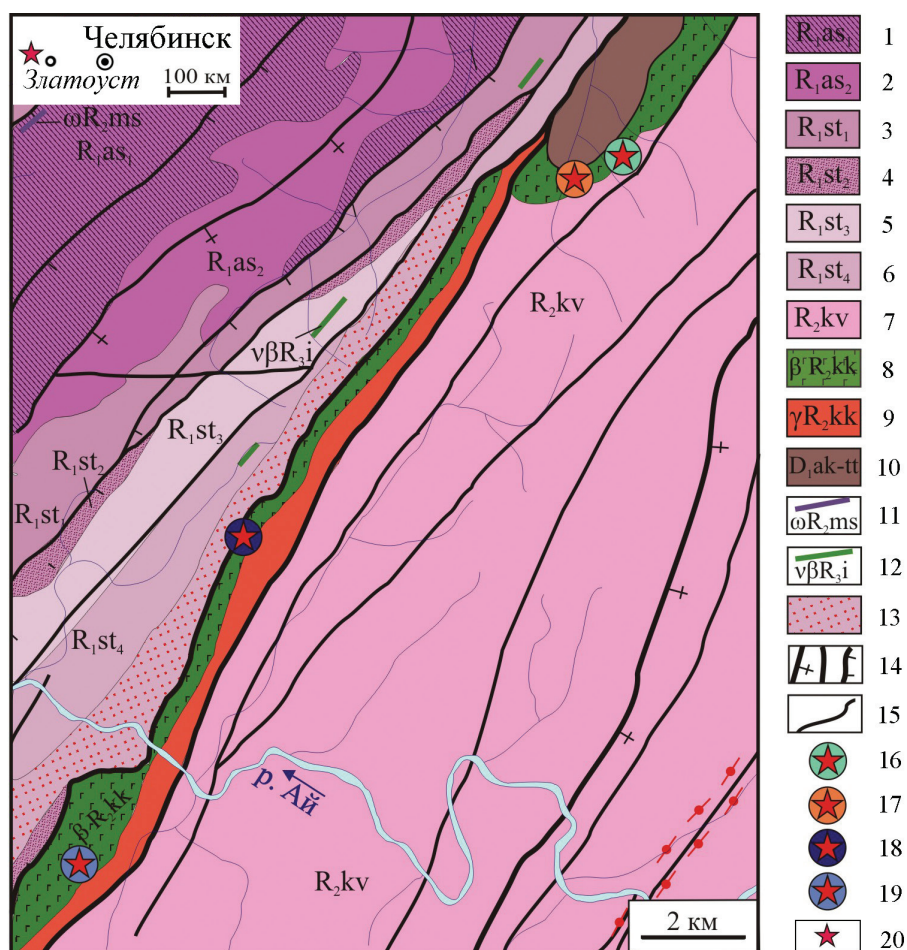 Челябинск
Златоуст
100 км
ωR₂ms
R₁as₁
R₁as₂
R₂kv
νβR₃i
R₁st₃
R₁st₂
R₁st₁
R₁st₄
р. Ай
β'R₂kk
R₂kv
2 км
R₁as₁ 1
R₁as₂ 2
R₁st₁ 3
R₁st₂ 4
R₁st₃ 5
R₁st₄ 6
R₂kv 7
β'R₂kk 8
γR₂kk 9
D₁ak-tt 10
ωR₂ms 11
νβR₃i 12
13
14
15
16
17
18
19
20